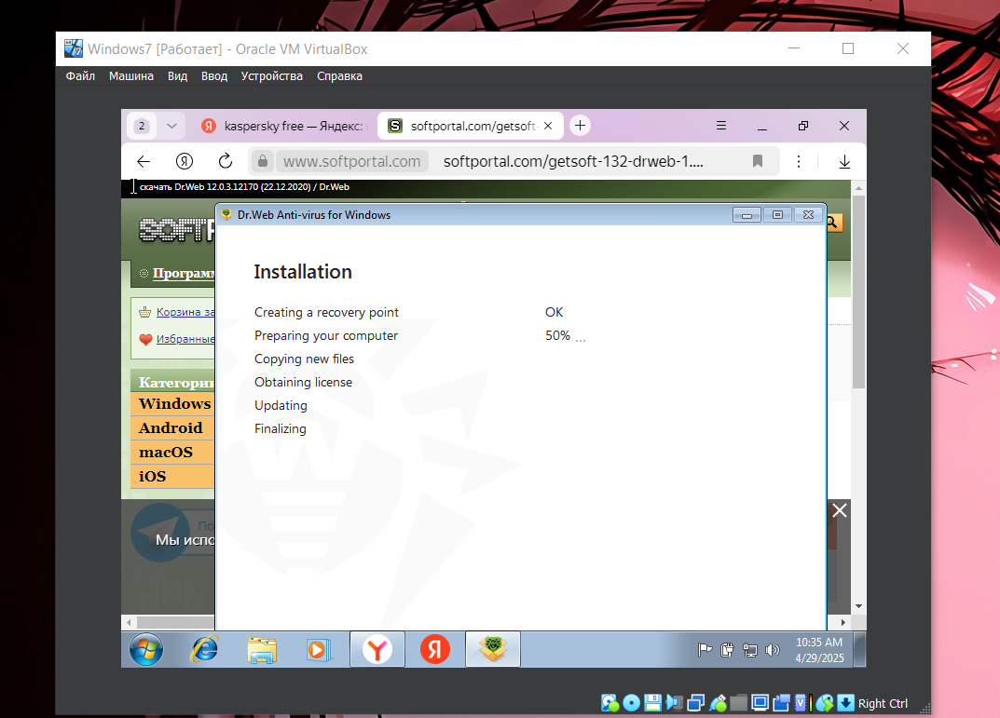 Windows7 [Работает] - Oracle VM VirtualBox
Файл Машина Вид Ввод Устройства Справка
2 kaspersky free — Яндекс: softportal.com/getsoft-
www.softportal.com softportal.com/getsoft-132-drweb-1....
скачать Dr.Web 12.0.3.12170 (22.12.2020) / Dr.Web
Dr.Web Anti-virus for Windows
Installation
Програм
Creating a recovery point OK
Корзина за
Preparing your computer 50% ...
Избранные
Copying new files
Obtaining license
Категории
Windows
Updating
Android
Finalizing
macOS
iOS
По
Мы испо
10:35 AM
4/29/2025
Right Ctrl